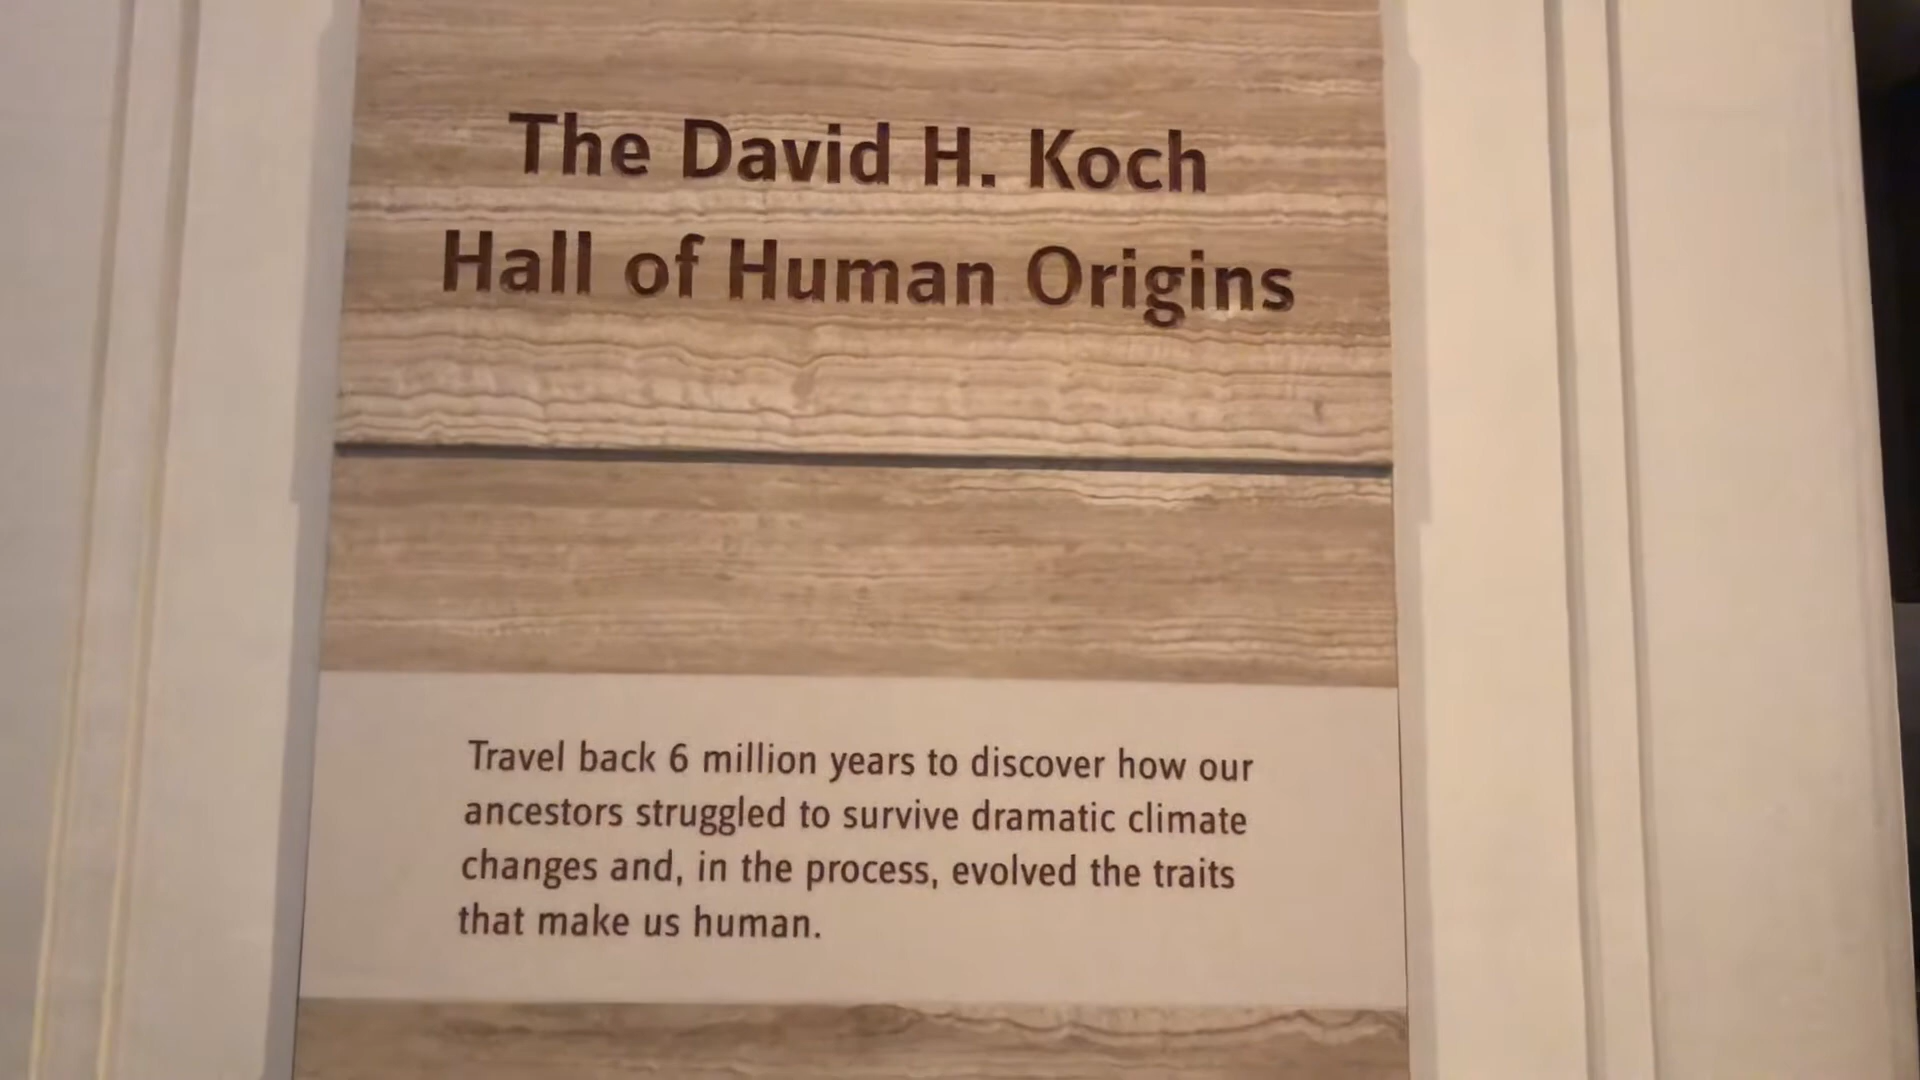 The David H. Koch
Hall of Human Origins
Travel back 6 million years to discover how our
ancestors struggled to survive dramatic climate
changes and, in the process, evolved the traits
that make us human.